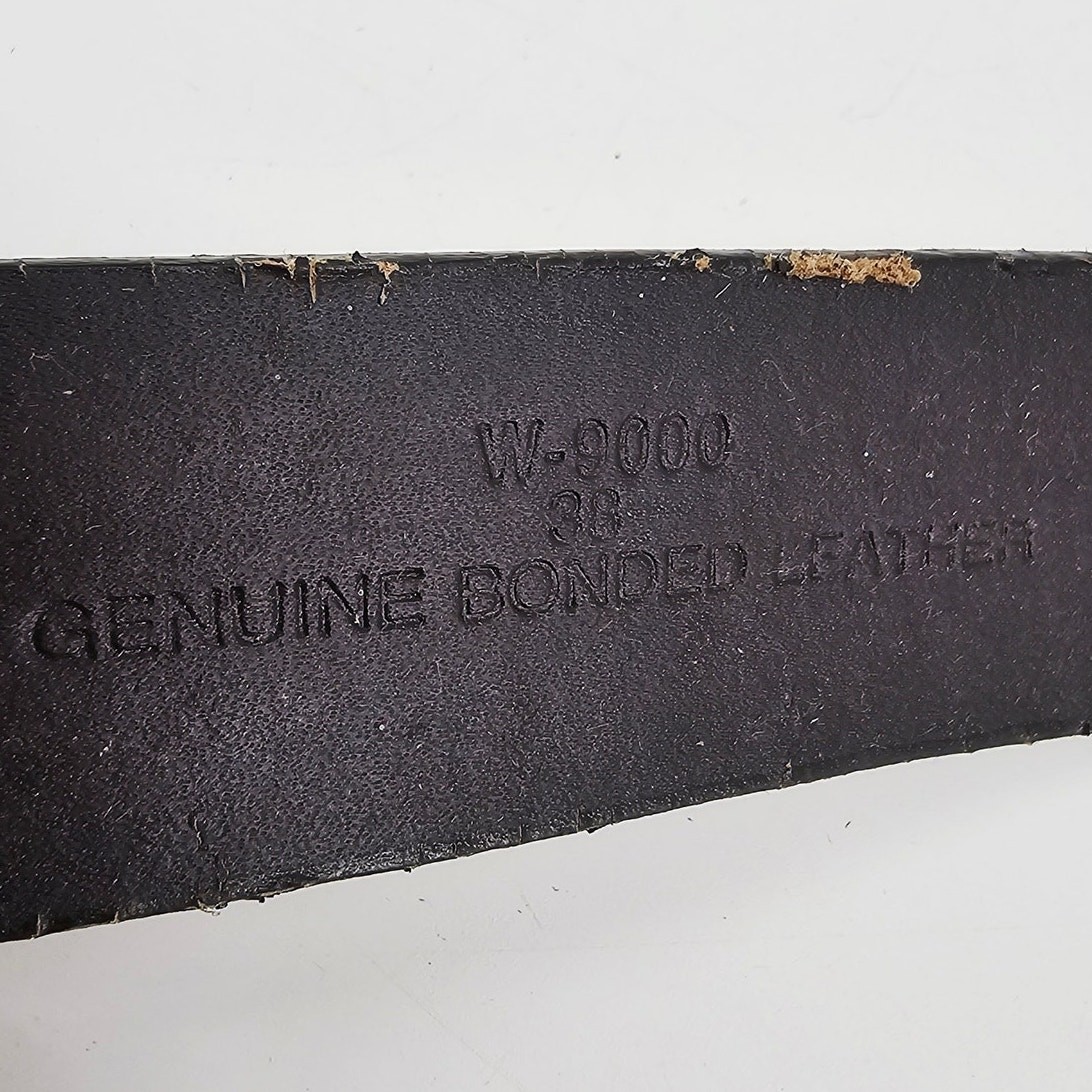 W-9000
38
GENUINE BONDED LEATHER